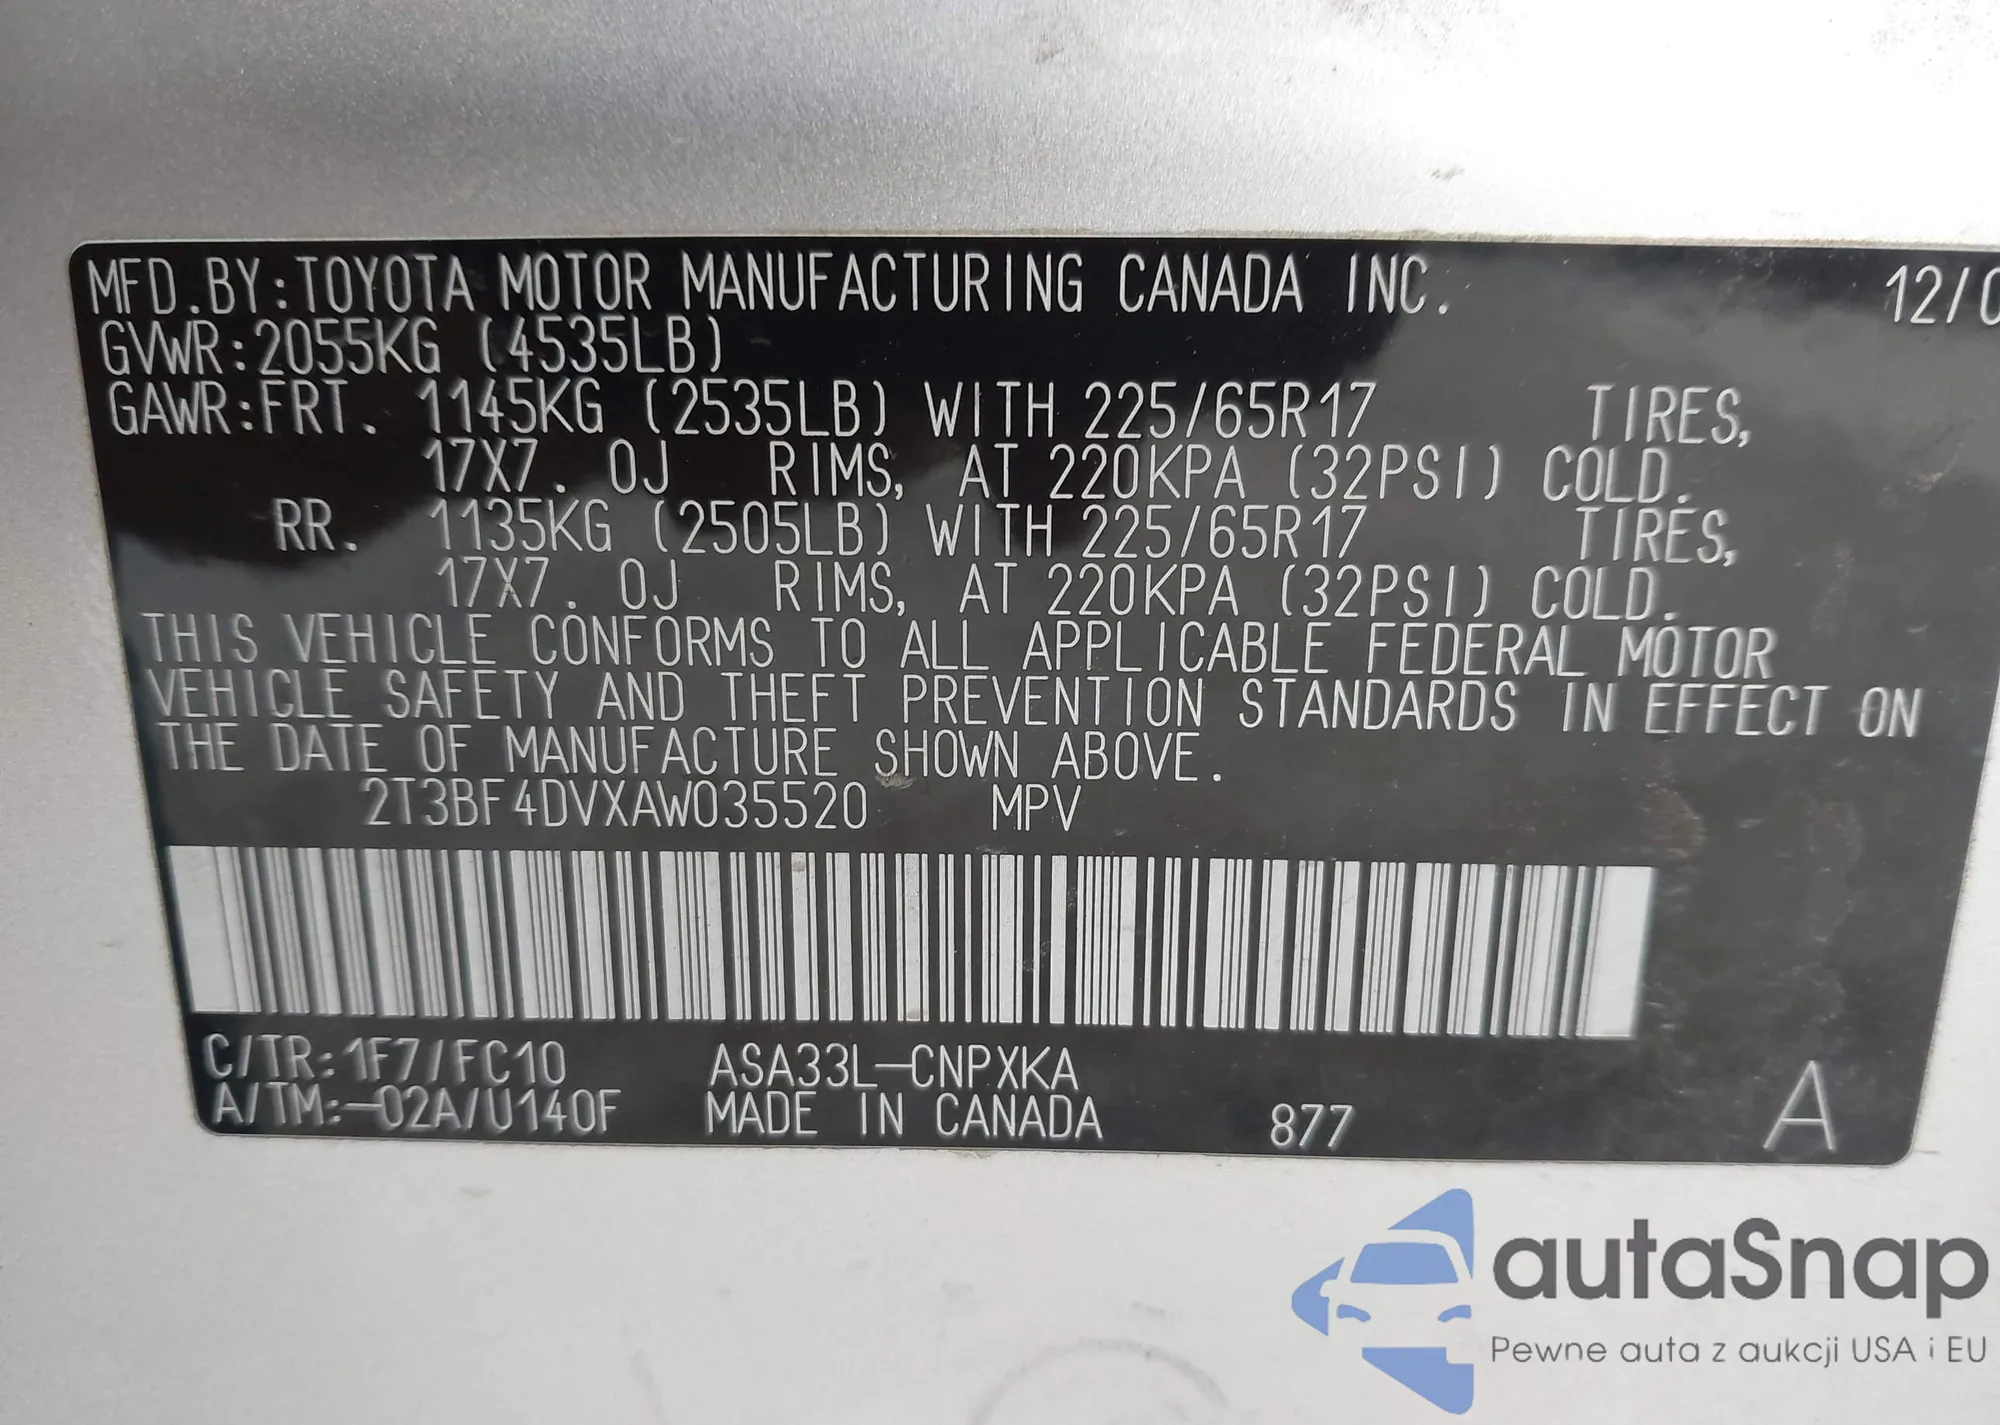 MFD.BY:TOYOTA MOTOR MANUFACTURING CANADA INC. 12/0
GVWR:2055KG (4535LB)
GAWR:FRT. 1145KG (2535LB) WITH 225/65R17 TIRES,
17X7.0J RIMS, AT 220KPA (32PSI) COLD.
RR. 1135KG (2505LB) WITH 225/65R17 TIRES,
17X7.0J RIMS, AT 220KPA (32PSI) COLD.
THIS VEHICLE CONFORMS TO ALL APPLICABLE FEDERAL MOTOR
VEHICLE SAFETY AND THEFT PREVENTION STANDARDS IN EFFECT ON
THE DATE OF MANUFACTURE SHOWN ABOVE.
2T3BF4DVXAW035520 MPV
C/TR:1F7/FC10 ASA33L-CNPXKA
A/TM:-02A/U140F MADE IN CANADA 877 A
autaSnap
Pewne auta z aukcji USA i EU